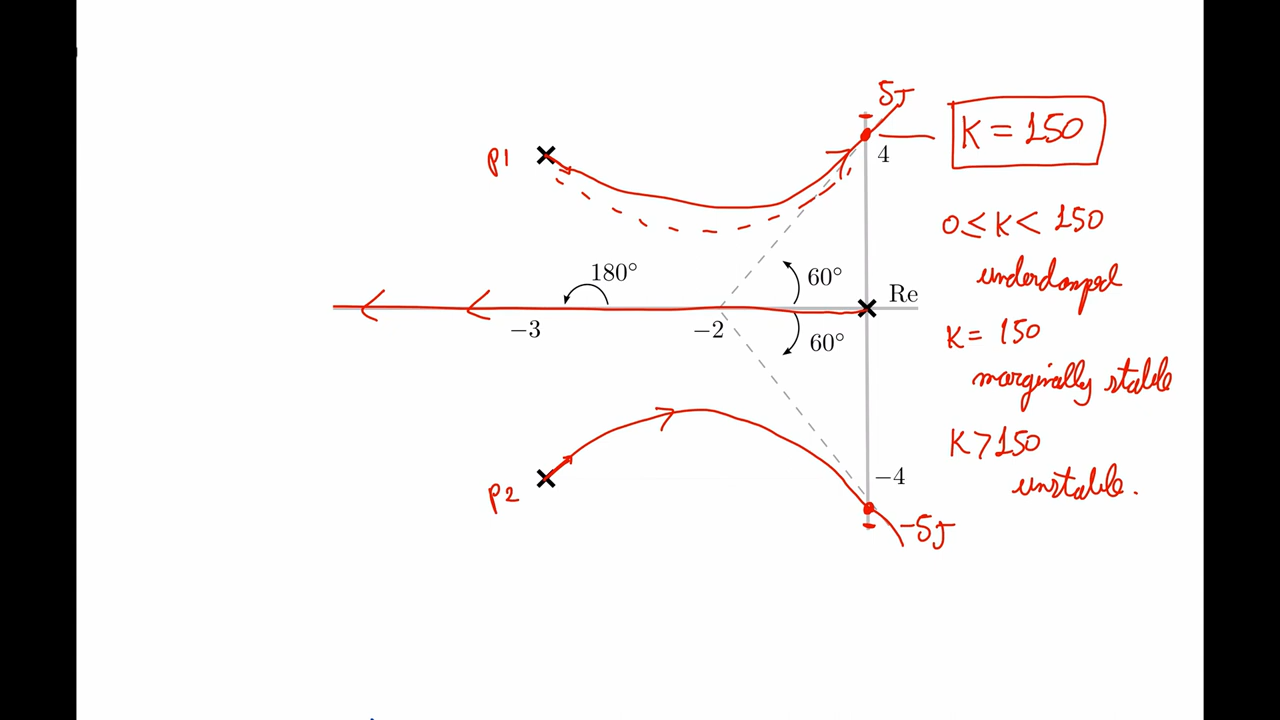 5J
K = 150
p1
4
0 ≤ K < 150
underdamped
180°
60°
Re
−3
−2
60°
K = 150
marginally stable
K > 150
unstable.
−4
p2
-5J